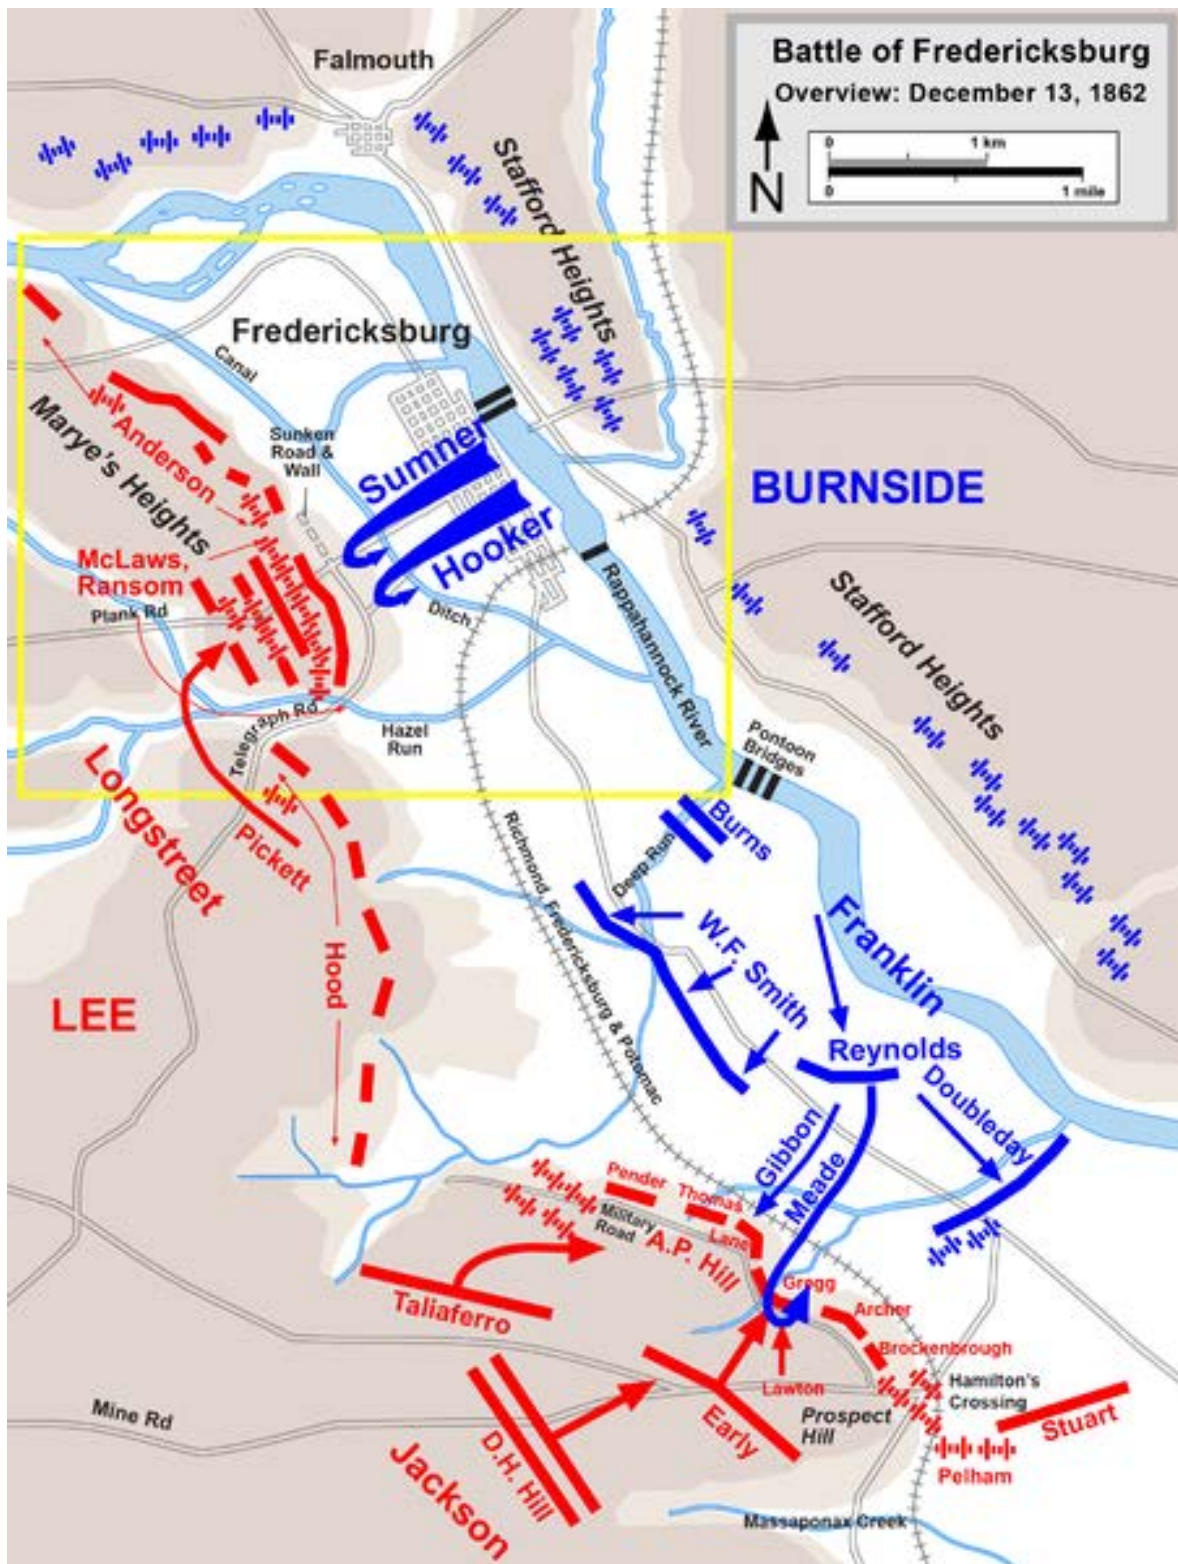 Battle of Fredericksburg
Overview: December 13, 1862
N
0
1 km
0
1 mile
Falmouth
Stafford Heights
Fredericksburg
Canal
Sunken
Road &
Wall
Marye's Heights
Anderson
Sumner
Hooker
BURNSIDE
McLaws,
Ransom
Plank Rd
Ditch
Rappahannock River
Stafford Heights
Telegraph Rd
Hazel
Run
Pontoon
Bridges
Longstreet
Pickett
Burns
Deep Run
Richmond, Fredericksburg & Potomac
Hood
LEE
W.F. Smith
Franklin
Reynolds
Doubleday
Gibbon
Meade
Pender
Thomas
Military
Road
Lane
A.P. Hill
Gregg
Archer
Taliaferro
Brockenbrough
Lawton
Hamilton's
Crossing
Mine Rd
Early
Prospect
Hill
Stuart
D.H. Hill
Jackson
Pelham
Massaponax Creek